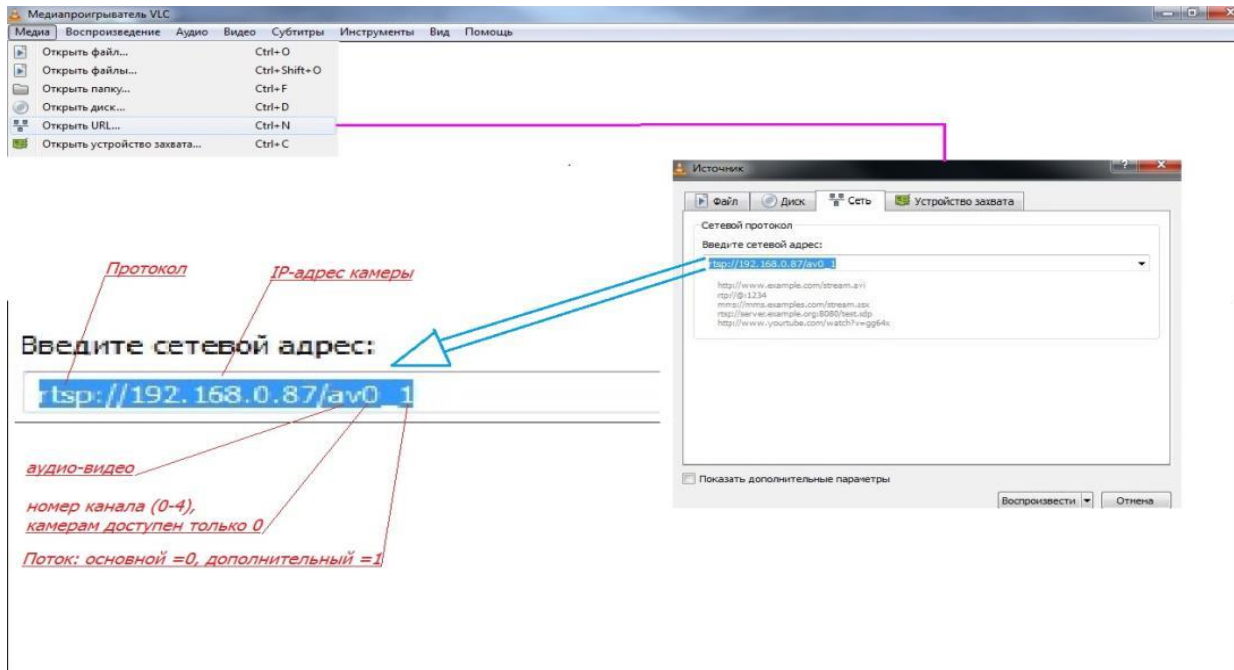 Медиапроигрыватель VLC
Медиа Воспроизведение Аудио Видео Субтитры Инструменты Вид Помощь
Открыть файл... Ctrl+O
Открыть файлы... Ctrl+Shift+O
Открыть папку... Ctrl+F
Открыть диск... Ctrl+D
Открыть URL... Ctrl+N
Открыть устройство захвата... Ctrl+C
Источник
Файл Диск Сеть Устройство захвата
Сетевой протокол
Введите сетевой адрес:
rtsp://192.168.0.87/av0_1
http://www.example.com/stream.avi
rtp://@:1234
mms://mms.examples.com/stream.asx
rtsp://server.example.org:8080/test.sdp
http://www.yourtube.com/watch?v=gg64x
Показать дополнительные параметры
Воспроизвести Отмена
Протокол
IP-адрес камеры
Введите сетевой адрес:
rtsp://192.168.0.87/av0_1
аудио-видео
номер канала (0-4),
камерам доступен только 0
Поток: основной =0, дополнительный =1